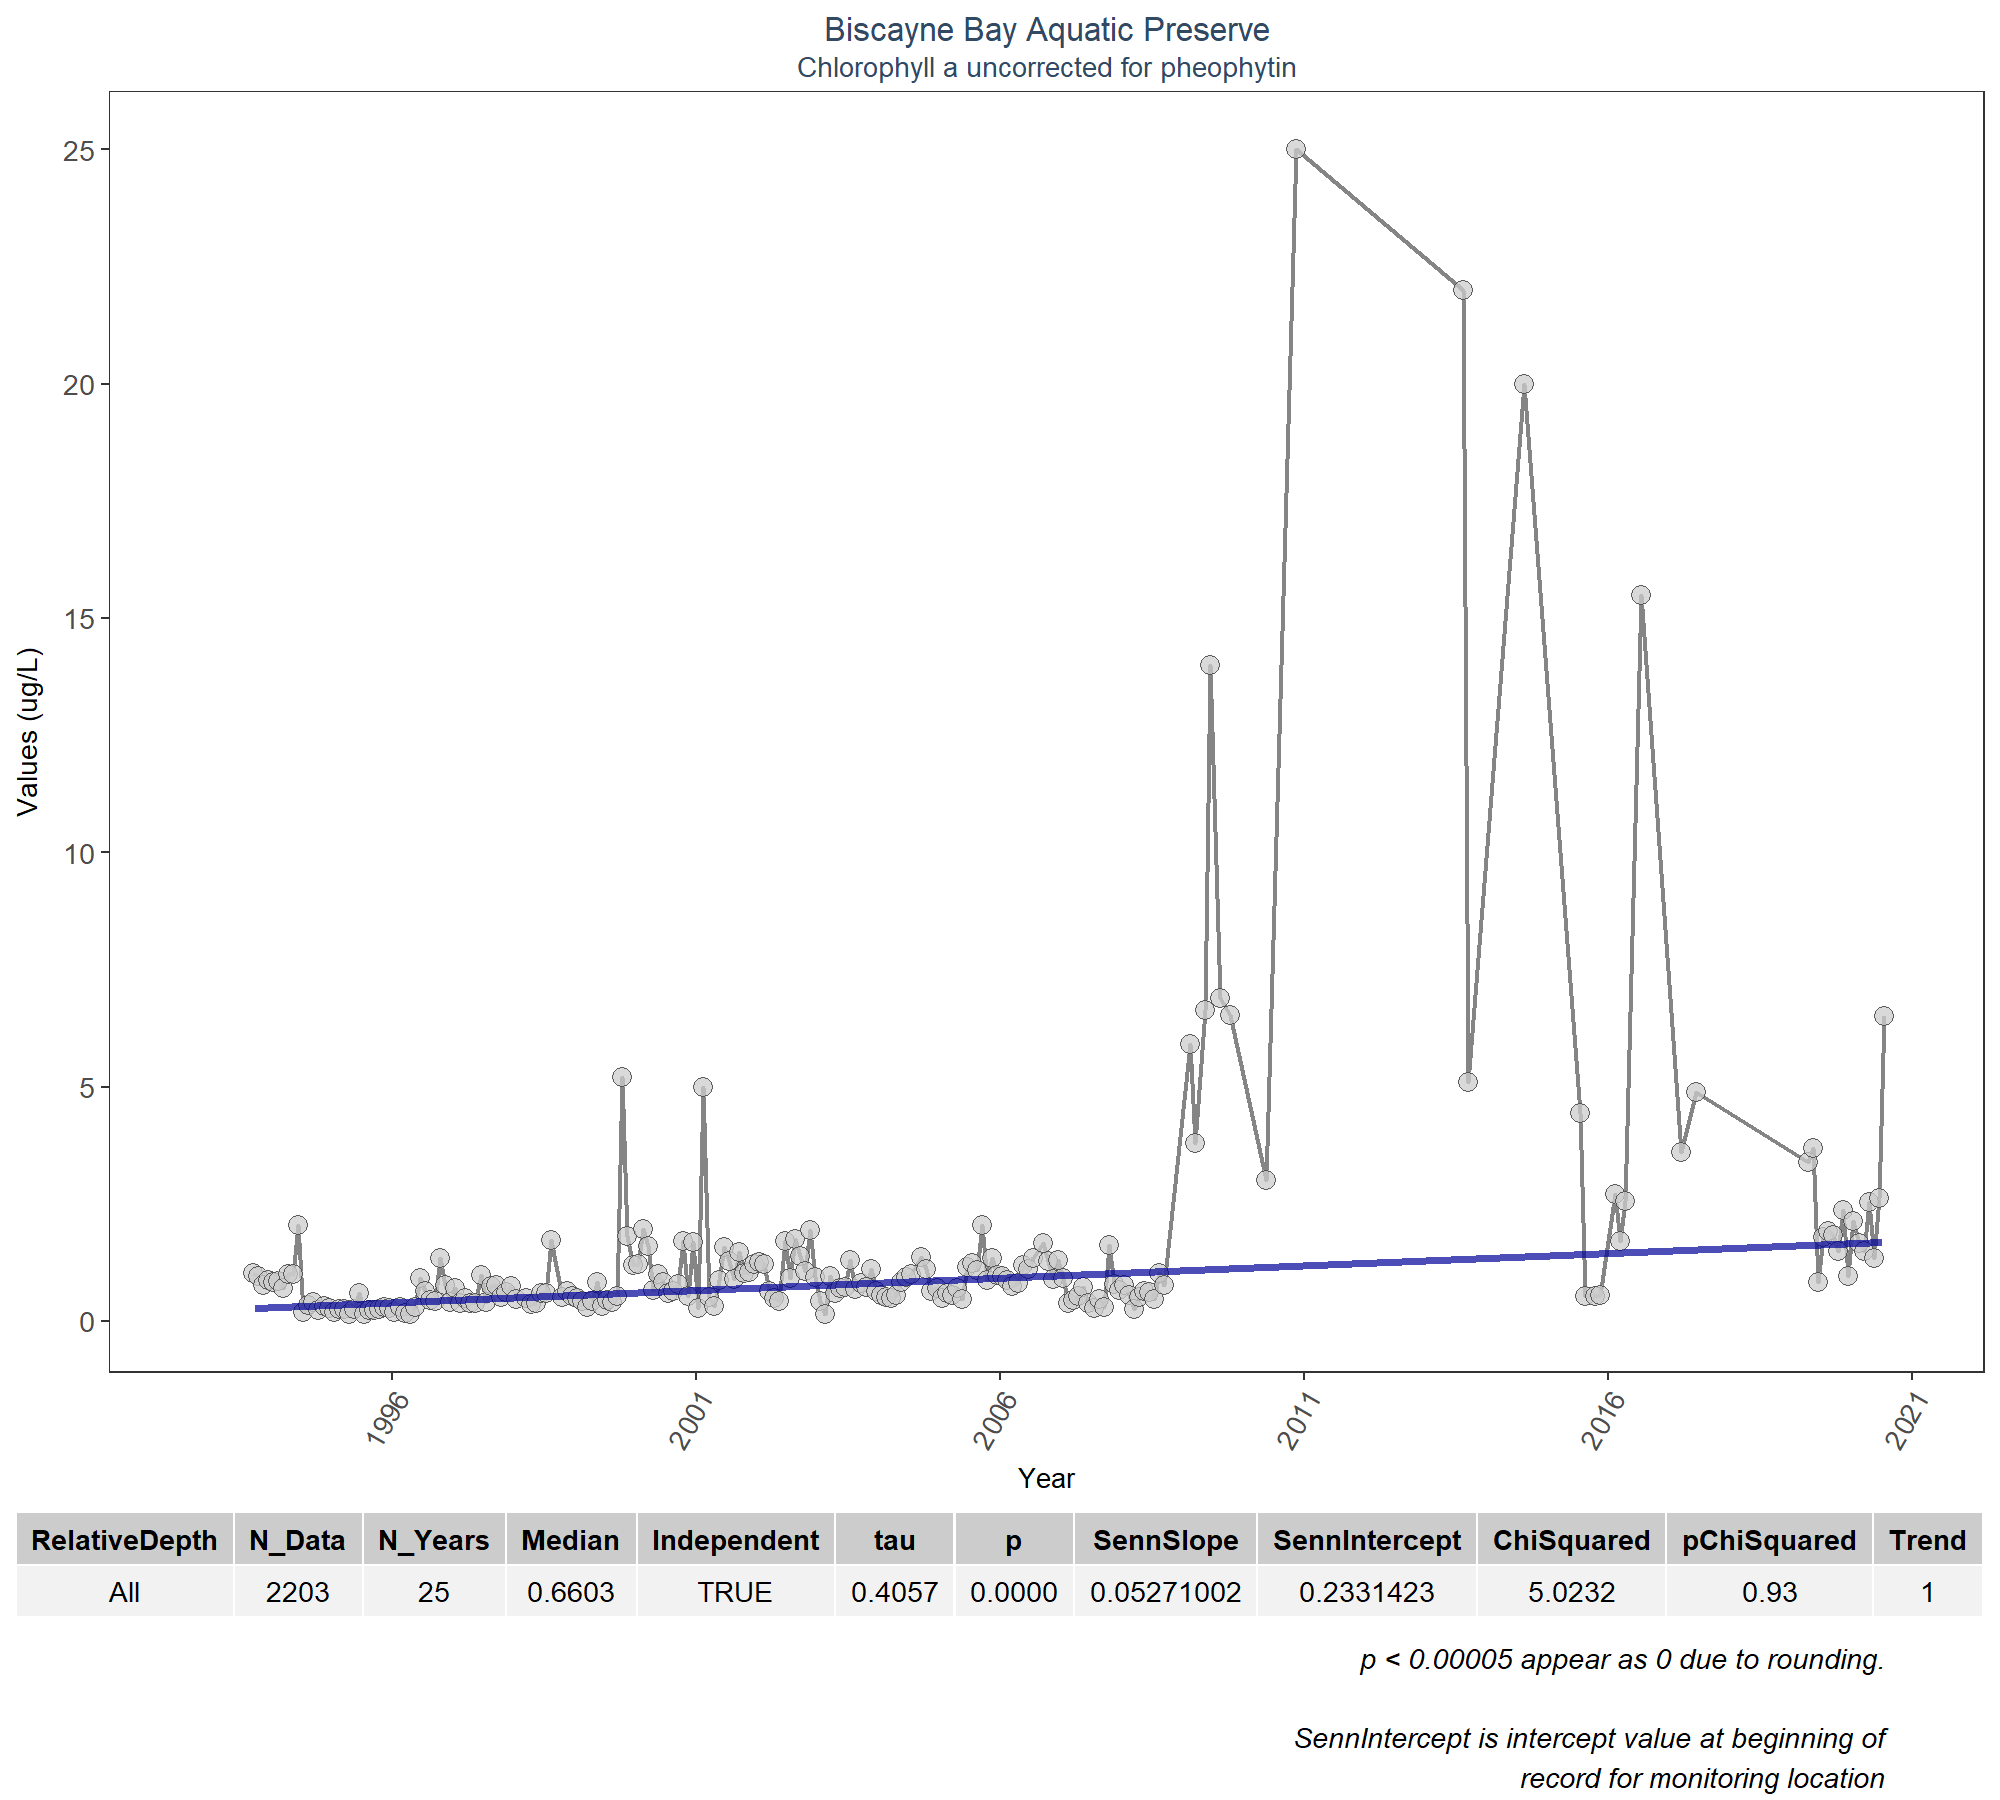 Biscayne Bay Aquatic Preserve
Chlorophyll a uncorrected for pheophytin
25
20
15
10
5
0
Values (ug/L)
1996
2001
2006
2011
2016
2021
Year
RelativeDepth N_Data N_Years Median Independent tau p SennSlope SennIntercept ChiSquared pChiSquared Trend
All 2203 25 0.6603 TRUE 0.4057 0.0000 0.05271002 0.2331423 5.0232 0.93 1
p < 0.00005 appear as 0 due to rounding.
SennIntercept is intercept value at beginning of
record for monitoring location